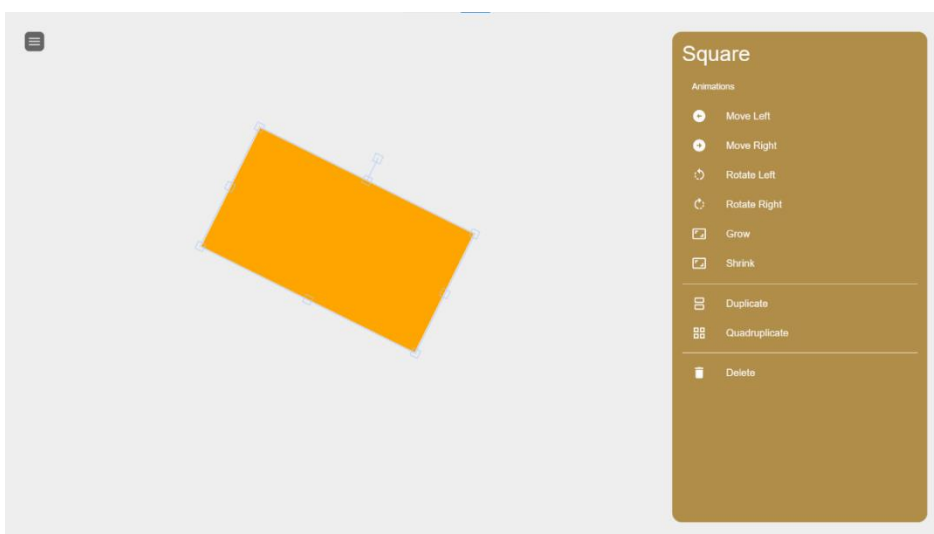 Square
Animations
Move Left
Move Right
Rotate Left
Rotate Right
Grow
Shrink
Duplicate
Quadruplicate
Delete